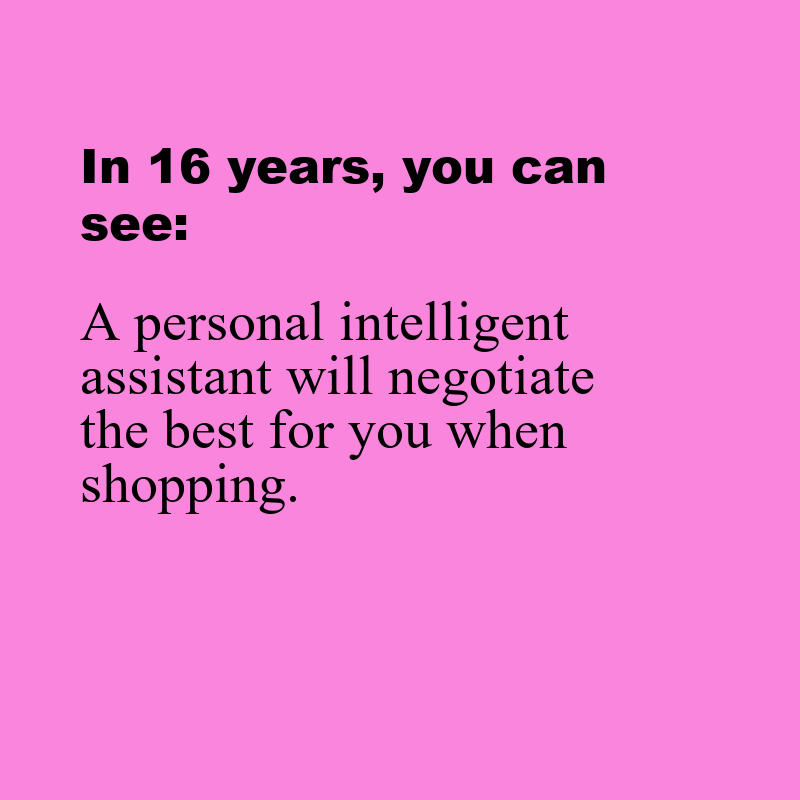 In 16 years, you can
see:
A personal intelligent
assistant will negotiate
the best for you when
shopping.